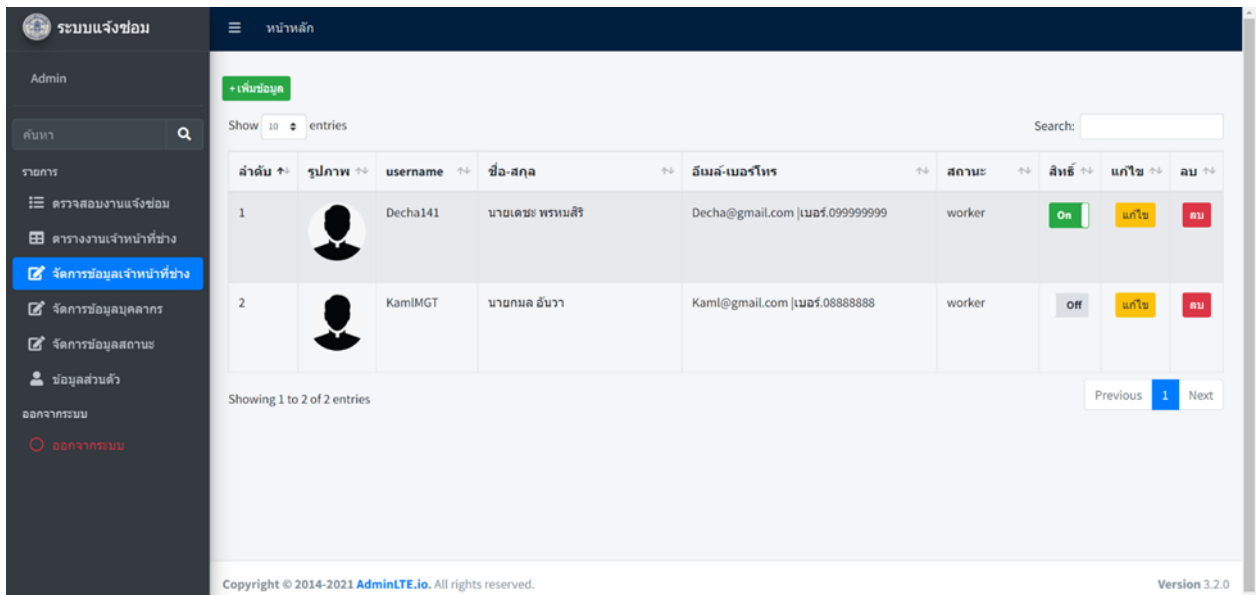 ระบบแจ้งซ่อม
หน้าหลัก
Admin
ค้นหา
รายการ
ตรวจสอบงานแจ้งซ่อม
ตารางงานเจ้าหน้าที่ช่าง
จัดการข้อมูลเจ้าหน้าที่ช่าง
จัดการข้อมูลบุคลากร
จัดการข้อมูลสถานะ
ข้อมูลส่วนตัว
ออกจากระบบ
ออกจากระบบ
+เพิ่มข้อมูล
Show 10 entries
Search:
ลำดับ รูปภาพ username ชื่อ-สกุล อีเมล์-เบอร์โทร สถานะ สิทธิ์ แก้ไข ลบ
1 Decha141 นายเดชะ พรหมสิริ Decha@gmail.com |เบอร์.099999999 worker On แก้ไข ลบ
2 KamlMGT นายกมล อันวา Kaml@gmail.com |เบอร์.08888888 worker Off แก้ไข ลบ
Showing 1 to 2 of 2 entries
Previous 1 Next
Copyright © 2014-2021 AdminLTE.io. All rights reserved.
Version 3.2.0